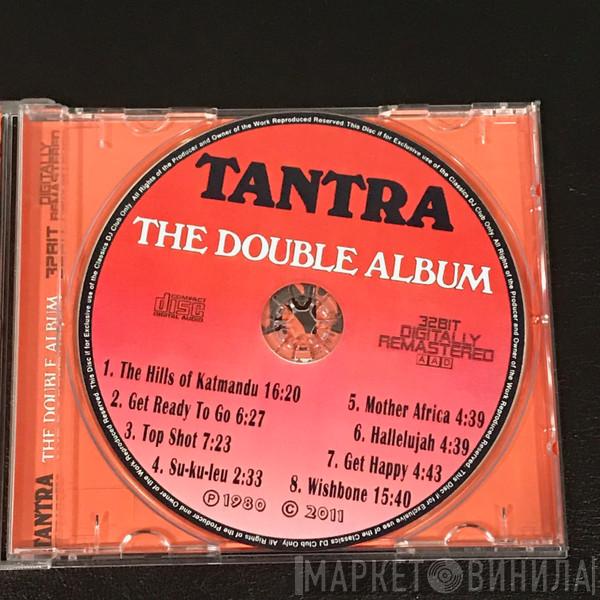 TANTRA
THE DOUBLE ALBUM
COMPACT
disc
DIGITAL AUDIO
32BIT
DIGITALLY
REMASTERED
AAD
1. The Hills of Katmandu 16:20
2. Get Ready To Go 6:27
3. Top Shot 7:23
4. Su-ku-leu 2:33
5. Mother Africa 4:39
6. Hallelujah 4:39
7. Get Happy 4:43
8. Wishbone 15:40
Ⓟ 1980 © 2011
All Rights of the Producer and Owner of the Work Reproduced Reserved. This Disc if for Exclusive use of the Classics DJ Club Only.
TANTRA THE DOUBLE ALBUM
32BIT
DIGITALLY
REMASTERED
МАРКЕТ ВИНИЛА